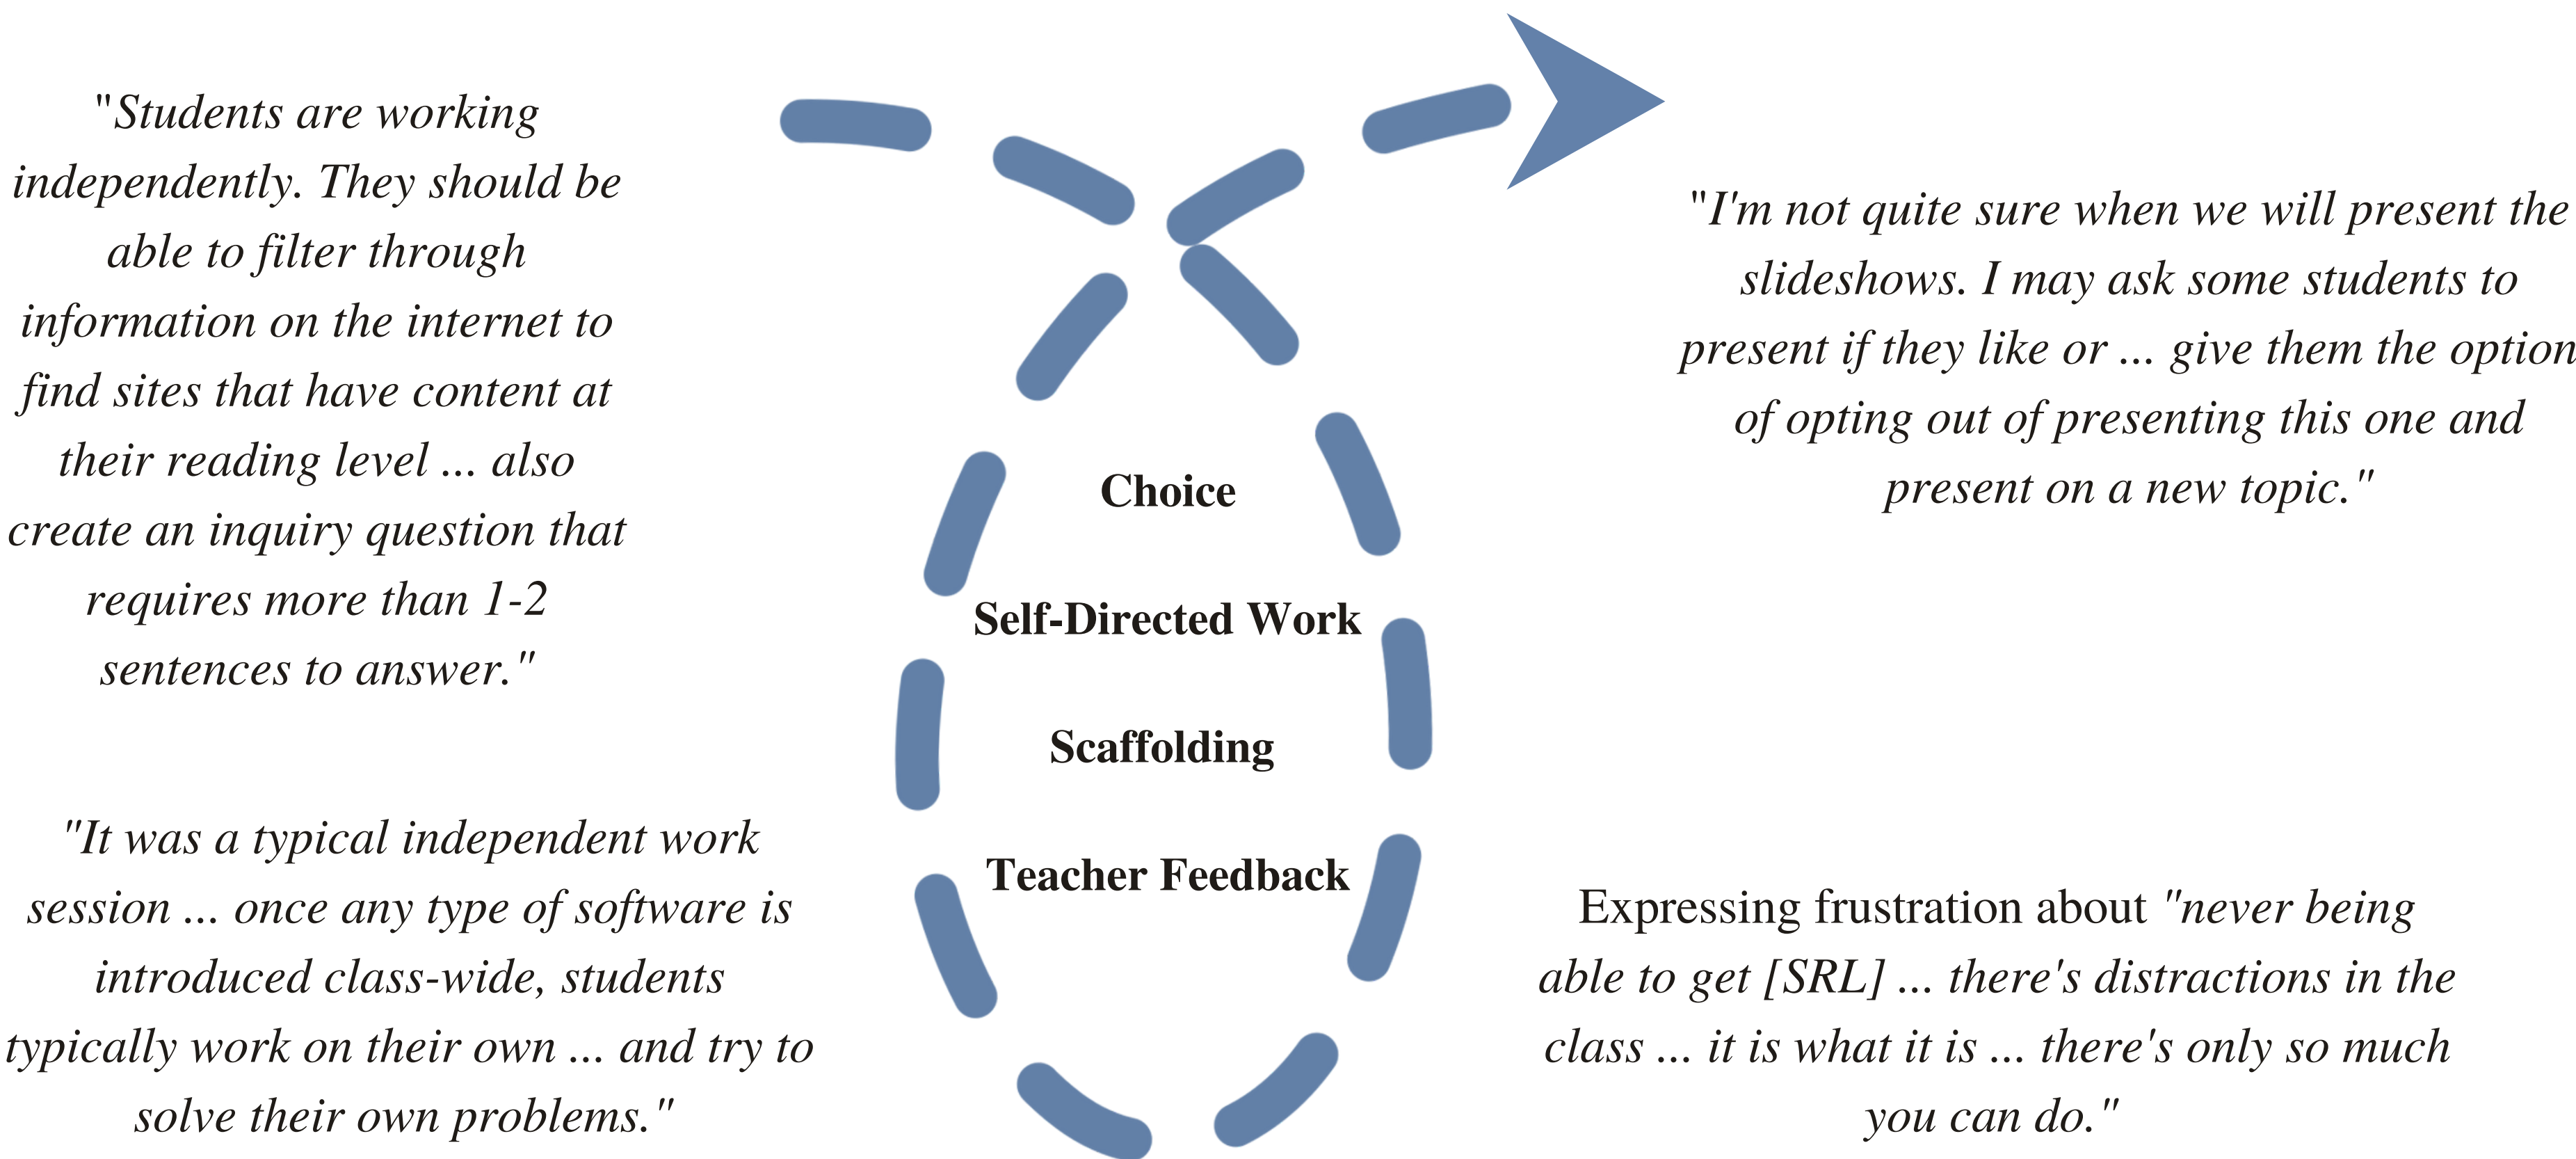 "Students are working
independently. They should be
able to filter through
information on the internet to
find sites that have content at
their reading level ... also
create an inquiry question that
requires more than 1-2
sentences to answer."
"It was a typical independent work
session ... once any type of software is
introduced class-wide, students
typically work on their own ... and try to
solve their own problems."
Choice
Self-Directed Work
Scaffolding
Teacher Feedback
"I'm not quite sure when we will present the
slideshows. I may ask some students to
present if they like or ... give them the option
of opting out of presenting this one and
present on a new topic."
Expressing frustration about "never being
able to get [SRL] ... there's distractions in the
class ... it is what it is ... there's only so much
you can do."